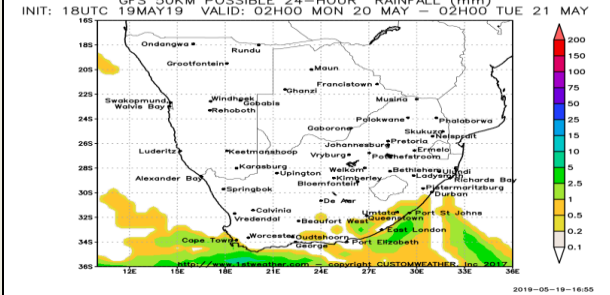 GFS 50KM POSSIBLE 24-HOUR RAINFALL (mm)
INIT: 18UTC 19MAY19 VALID: 02H00 MON 20 MAY – 02H00 TUE 21 MAY
16S
Ondangwa
Rundu
18S
Grootfontein
Maun
20S
Francistown
Ghanzi
22S
Musina
Swakopmund
Walvis Bay
Windhoek
Gobabis
Rehoboth
24S
Polokwane
Phalaborwa
Gaborone
Skukuza
Nelspruit
Johannesburg
Pretoria
26S
Luderitz
Keetmanshoop
Vryburg
Potchefstroom
Ermelo
Karasburg
Welkom
Bethlehem
Ulundi
28S
Alexander Bay
Upington
Kimberley
Ladysmith
Richards Bay
Bloemfontein
Springbok
Pietermaritzburg
Durban
30S
De Aar
Calvinia
Umtata
Port St Johns
32S
Vredendal
Beaufort West
Queenstown
East London
Cape Town
Worcester
Oudtshoorn
34S
George
Port Elizabeth
http://www.1stweather.com – copyright CUSTOMWEATHER, Inc 2017
36S
12E 15E 18E 21E 24E 27E 30E 33E 36E
200
150
100
75
50
25
15
10
5
2.5
1
0.5
0.2
0.1
2019-05-19-16:55